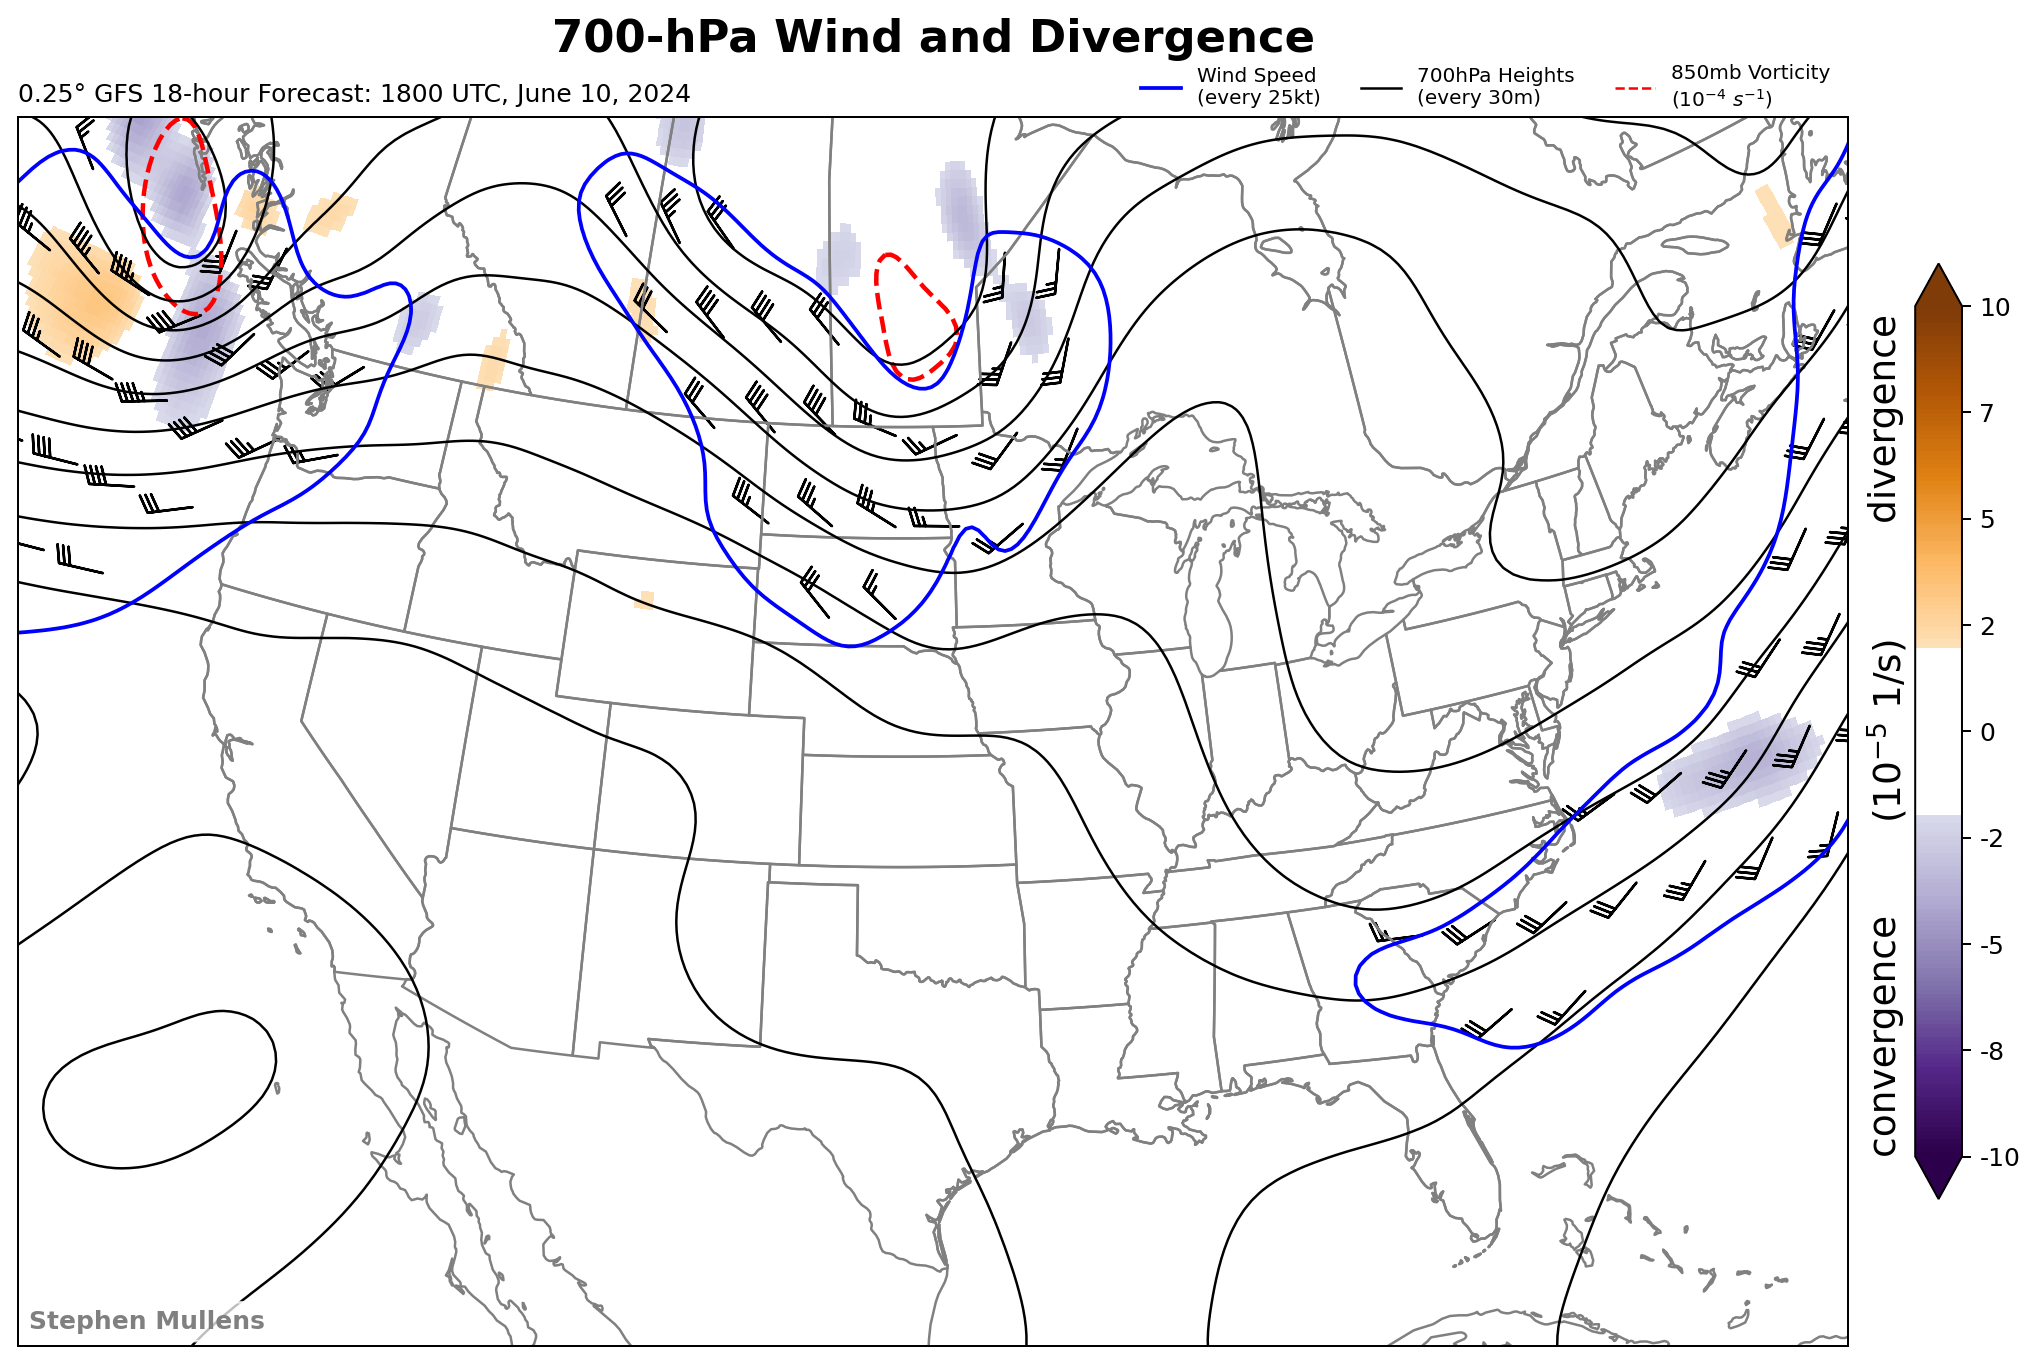 700-hPa Wind and Divergence
0.25° GFS 18-hour Forecast: 1800 UTC, June 10, 2024
Wind Speed
(every 25kt)
700hPa Heights
(every 30m)
850mb Vorticity
(10⁻⁴ s⁻¹)
10
7
5
2
0
-2
-5
-8
-10
convergence (10⁻⁵ 1/s) divergence
Stephen Mullens